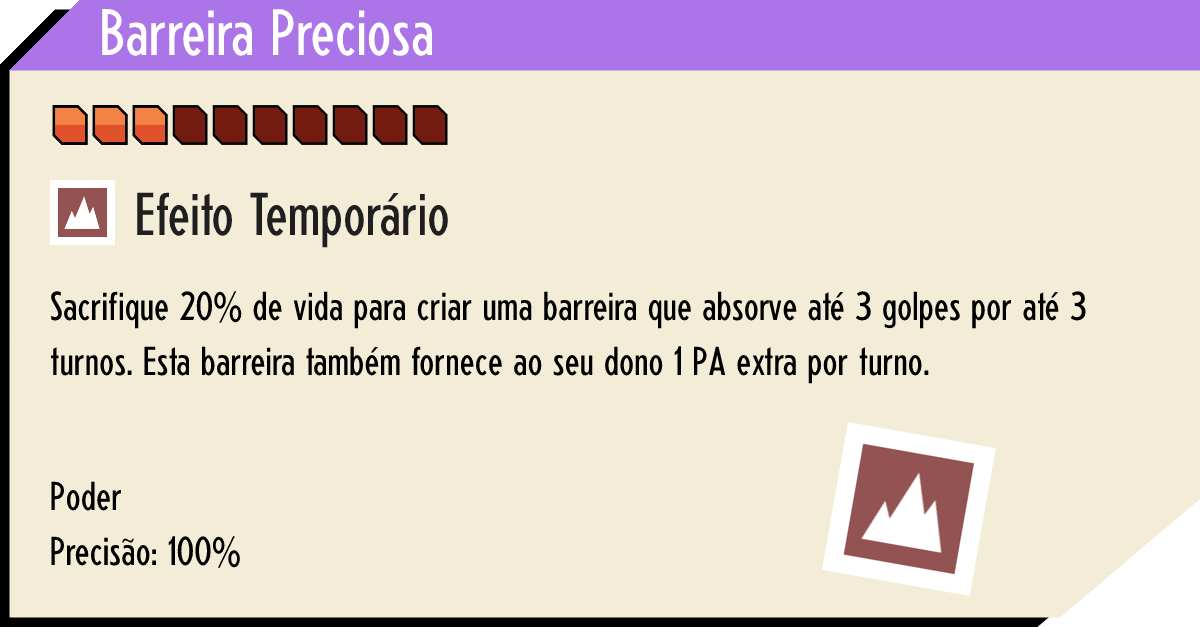 Barreira Preciosa
Efeito Temporário
Sacrifique 20% de vida para criar uma barreira que absorve até 3 golpes por até 3
turnos. Esta barreira também fornece ao seu dono 1 PA extra por turno.
Poder
Precisão: 100%